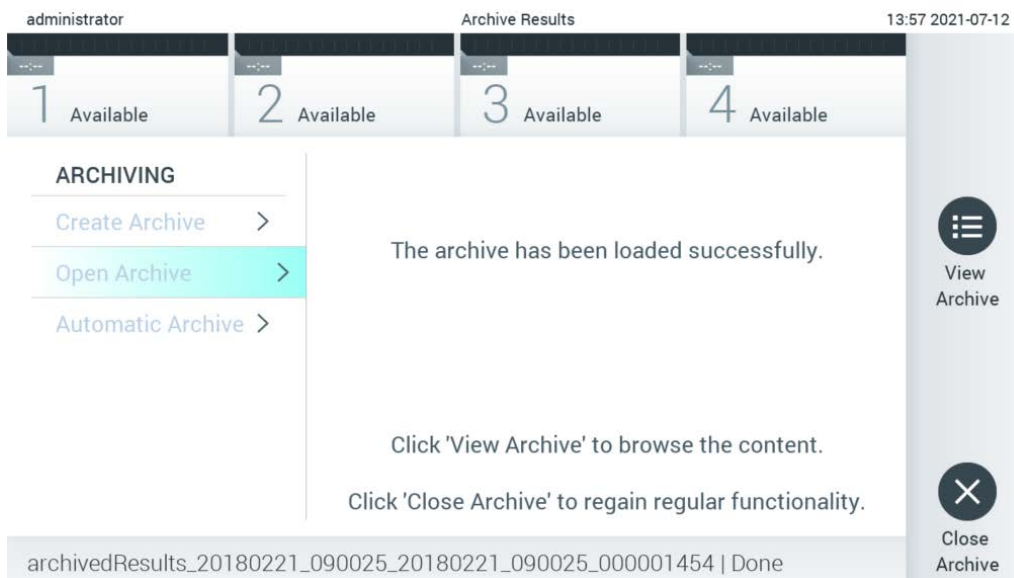 administrator Archive Results 13:57 2021-07-12
--:-- --:-- --:-- --:--
1 Available 2 Available 3 Available 4 Available
ARCHIVING
Create Archive
Open Archive
Automatic Archive
The archive has been loaded successfully.
Click 'View Archive' to browse the content.
Click 'Close Archive' to regain regular functionality.
View
Archive
Close
Archive
archivedResults_20180221_090025_20180221_090025_000001454 | Done